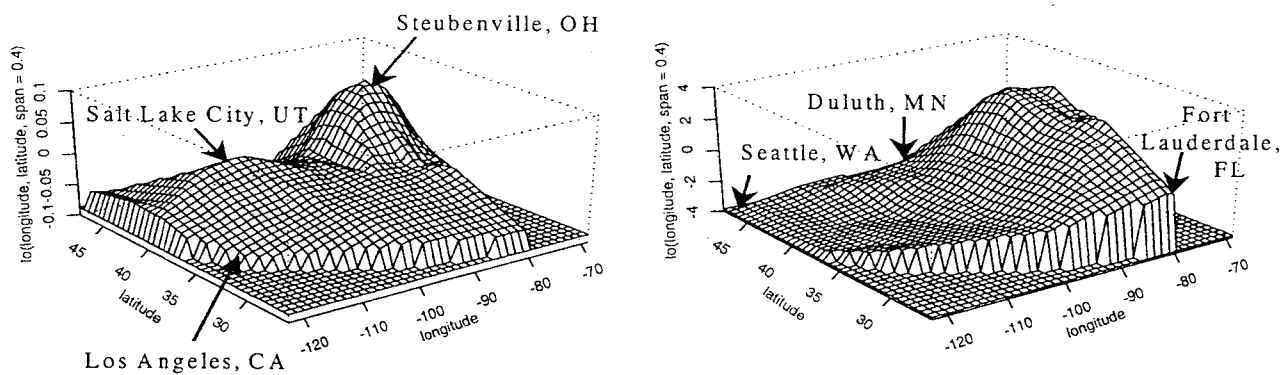 Steubenville, OH
Salt Lake City, UT
lo(longitude, latitude, span = 0.4)
-0.1 -0.05 0 0.05 0.1
45 40 35 30
latitude
-120 -110 -100 -90 -80 -70
longitude
Los Angeles, CA
Duluth, MN
Seattle, WA
Fort
Lauderdale,
FL
lo(longitude, latitude, span = 0.4)
-4 -2 0 2 4
45 40 35 30
latitude
-120 -110 -100 -90 -80 -70
longitude